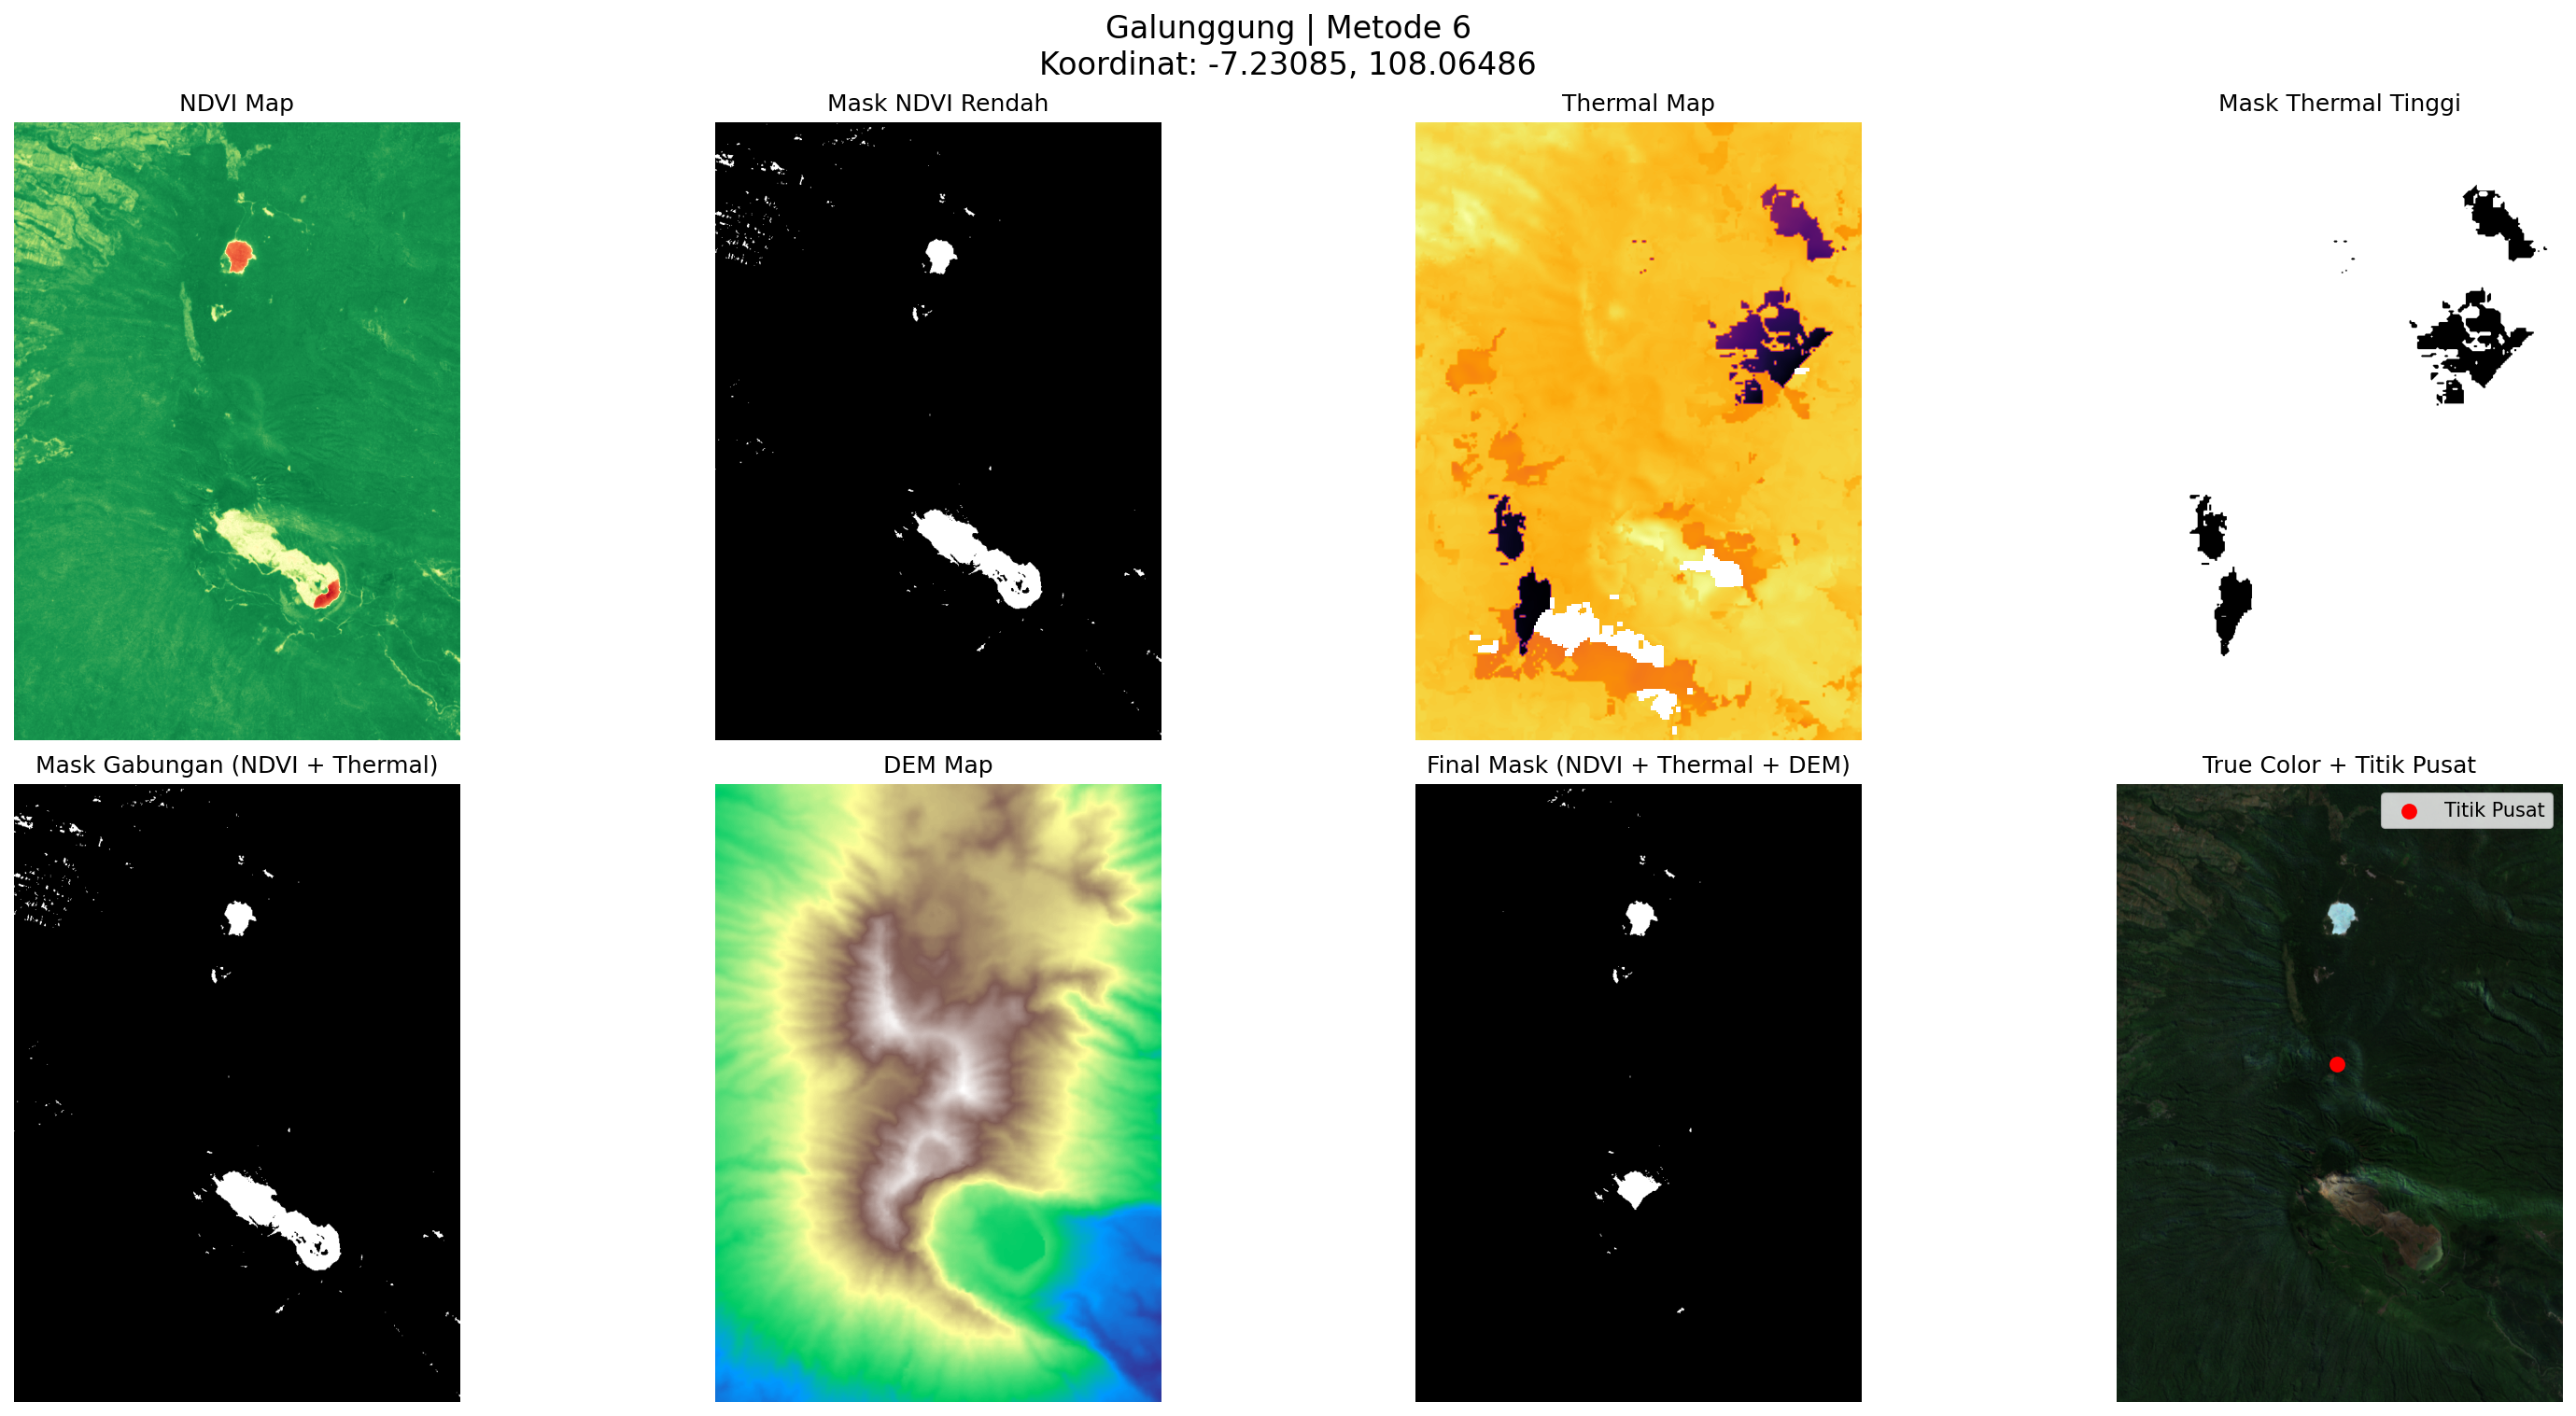 Galunggung | Metode 6
Koordinat: -7.23085, 108.06486
NDVI Map
Mask NDVI Rendah
Thermal Map
Mask Thermal Tinggi
Mask Gabungan (NDVI + Thermal)
DEM Map
Final Mask (NDVI + Thermal + DEM)
True Color + Titik Pusat
Titik Pusat